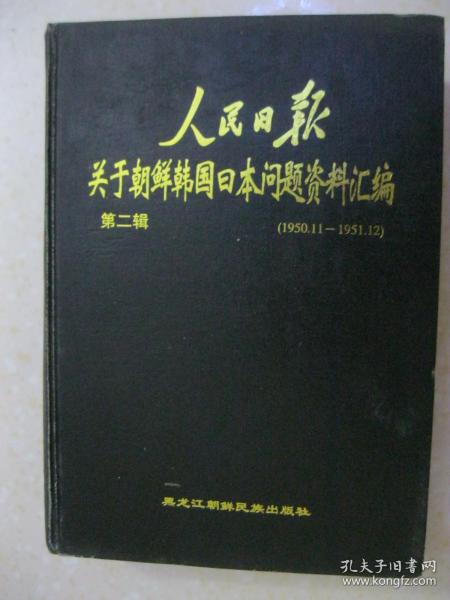 人民日报
关于朝鲜韩国日本问题资料汇编
第二辑
(1950.11－1951.12)
黑龙江朝鲜民族出版社
孔夫子旧书网
www.kongfz.com